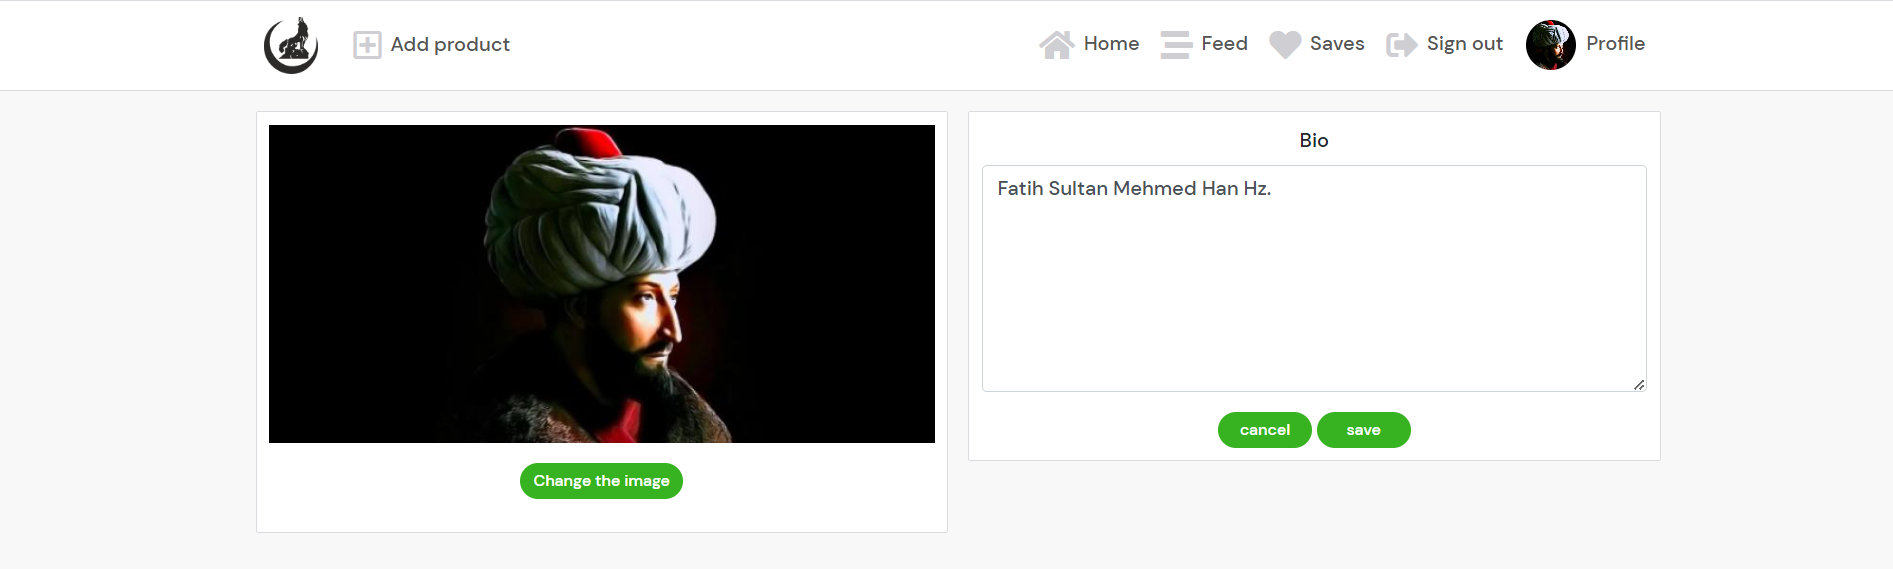 Add product
Home
Feed
Saves
Sign out
Profile
Change the image
Bio
Fatih Sultan Mehmed Han Hz.
cancel
save